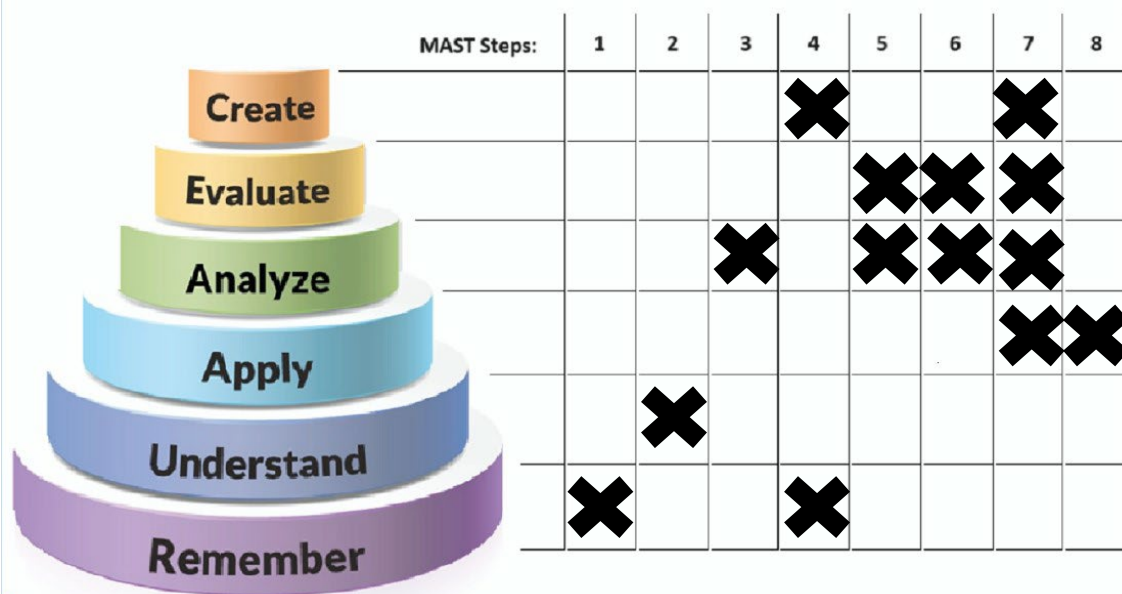 MAST Steps: 1 2 3 4 5 6 7 8
Create
Evaluate
Analyze
Apply
Understand
Remember